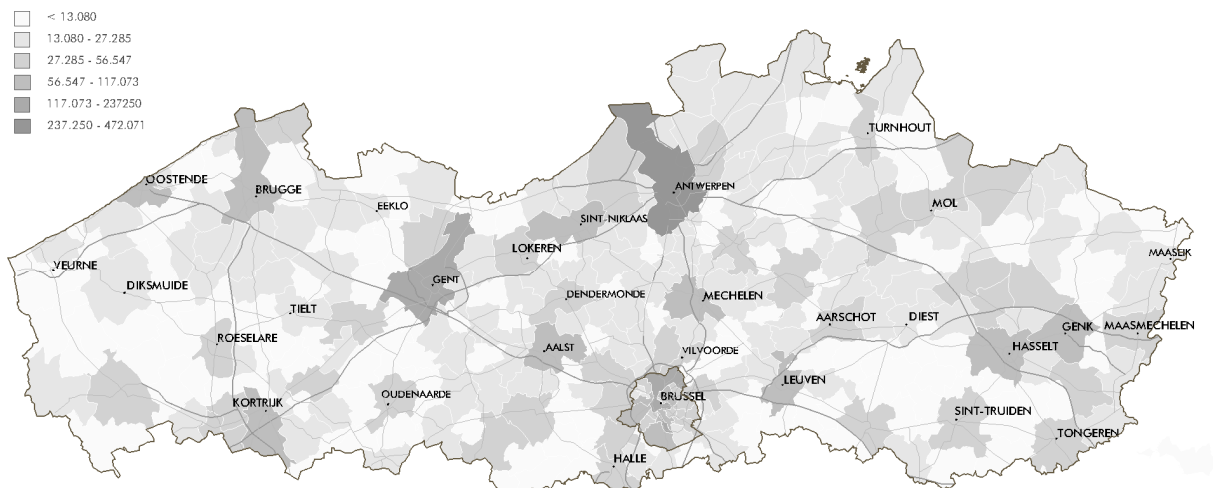 < 13.080
13.080 - 27.285
27.285 - 56.547
56.547 - 117.073
117.073 - 237250
237.250 - 472.071
TURNHOUT
OOSTENDE
BRUGGE
ANTWERPEN
EEKLO
MOL
SINT-NIKLAAS
LOKEREN
MAASEIK
VEURNE
GENT
DIKSMUIDE
DENDERMONDE
MECHELEN
TIELT
AARSCHOT
DIEST
GENK
MAASMECHELEN
ROESELARE
AALST
HASSELT
VILVOORDE
LEUVEN
OUDENAARDE
BRUSSEL
KORTRIJK
SINT-TRUIDEN
TONGEREN
HALLE